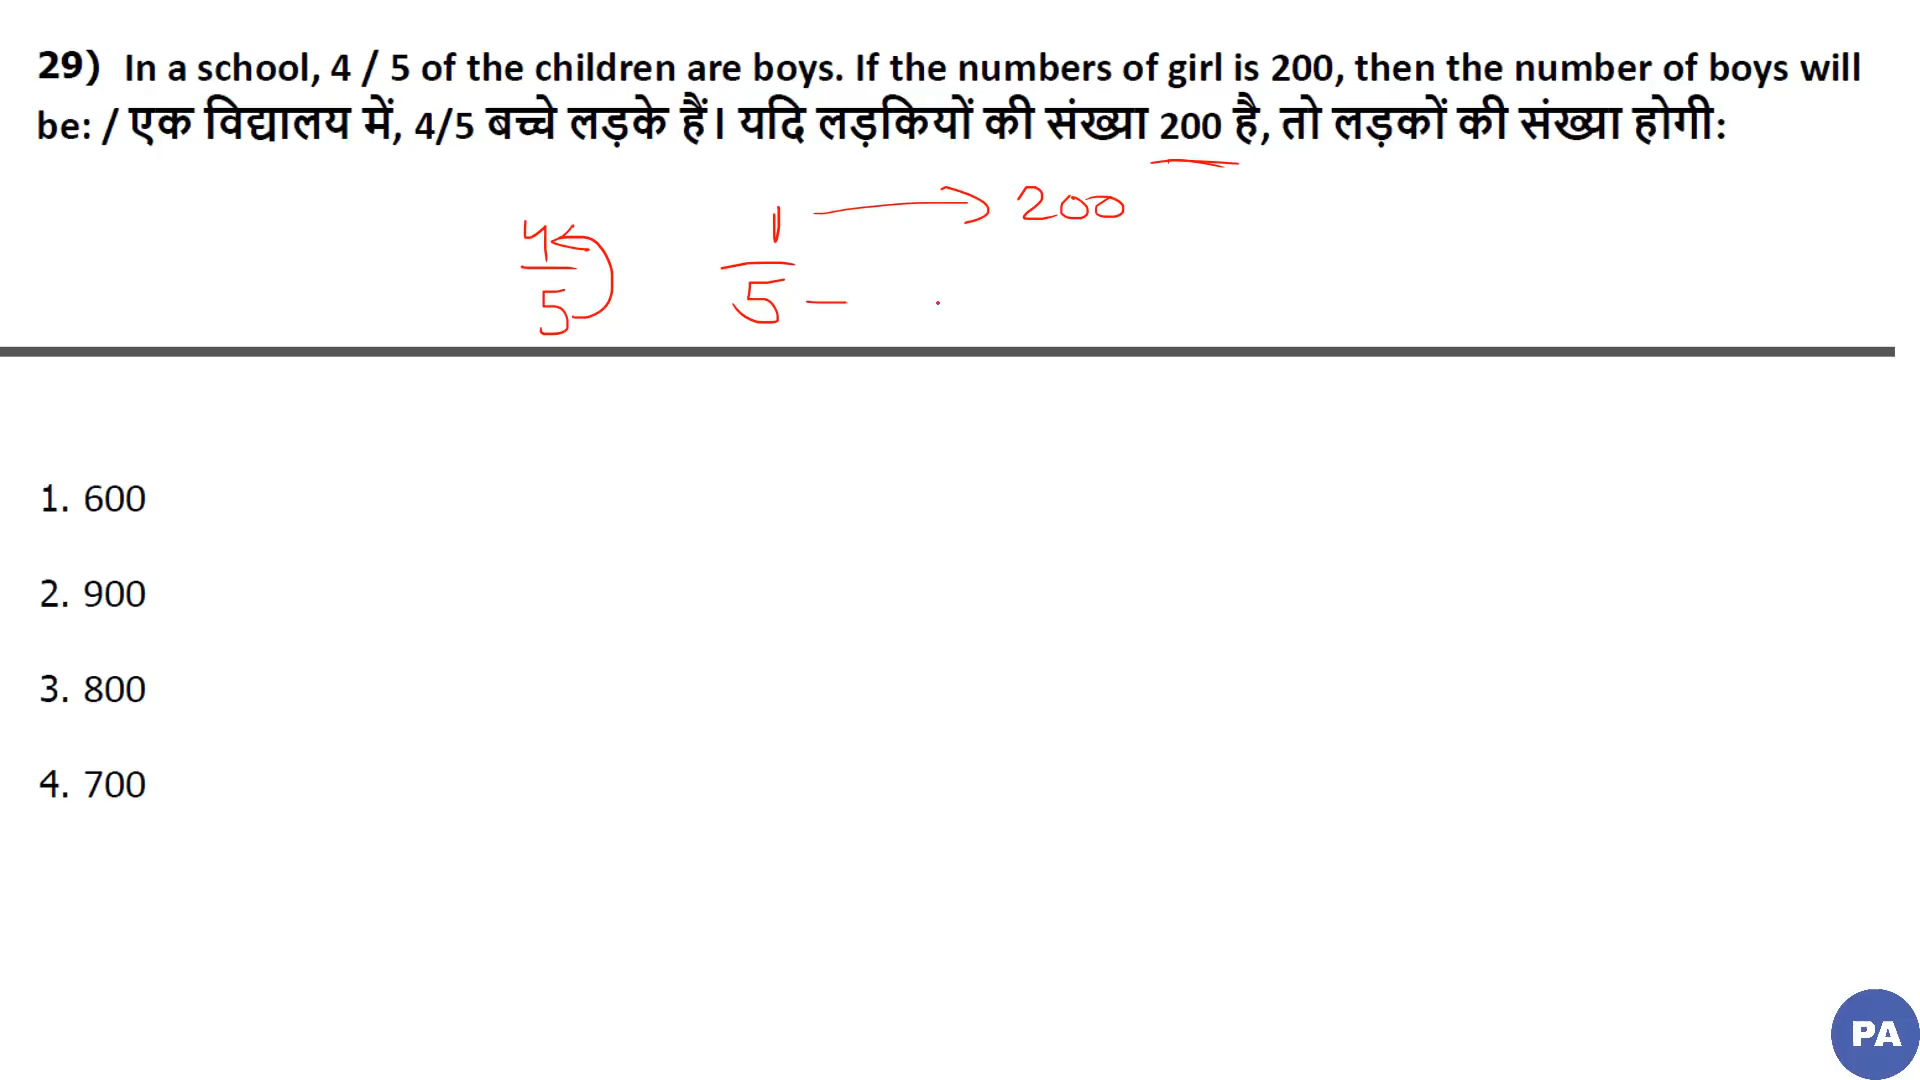 29) In a school, 4 / 5 of the children are boys. If the numbers of girl is 200, then the number of boys will
be: / एक विद्यालय में, 4/5 बच्चे लड़के हैं। यदि लड़कियों की संख्या 200 है, तो लड़कों की संख्या होगी:
1 200
4
5 5 –
1. 600
2. 900
3. 800
4. 700
PA